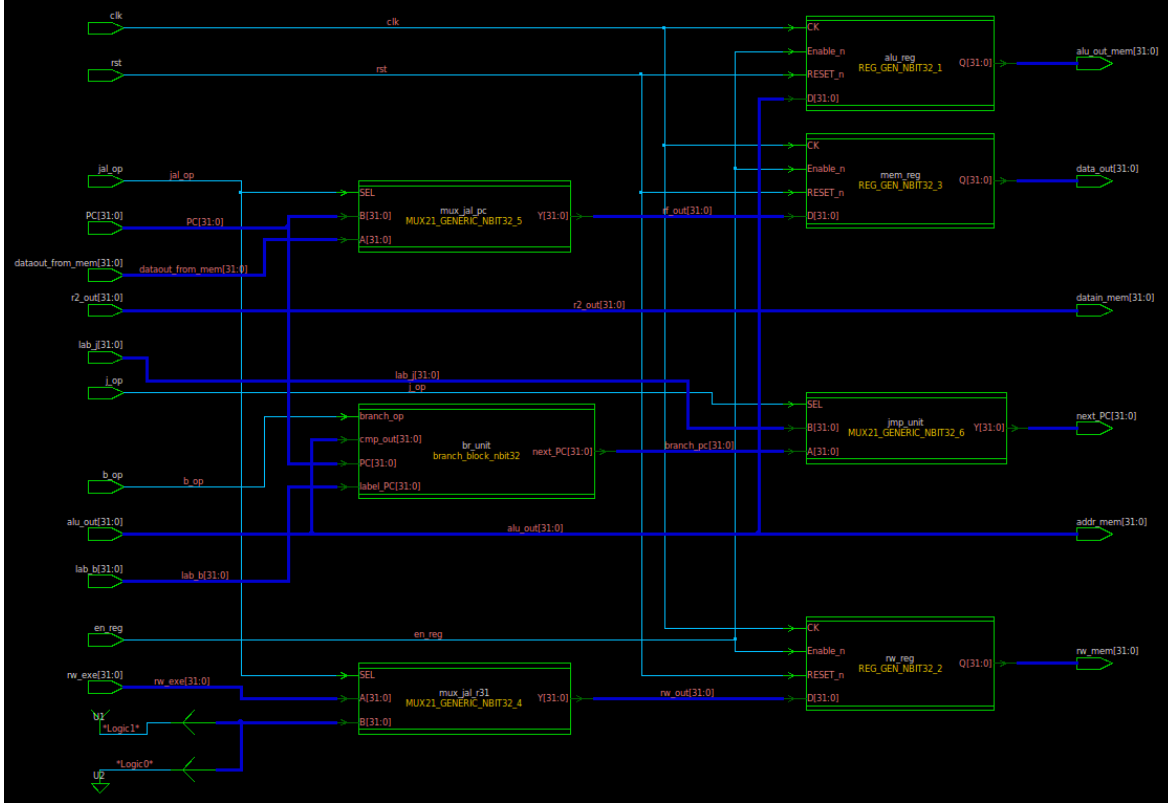 clk
clk
CK
Enable_n
alu_reg
REG_GEN_NBIT32_1
Q[31:0]
alu_out_mem[31:0]
rst
rst
RESET_n
D[31:0]
CK
jal_op
jal_op
Enable_n
mem_reg
REG_GEN_NBIT32_3
Q[31:0]
data_out[31:0]
SEL
RESET_n
PC[31:0]
PC[31:0]
B[31:0]
mux_jal_pc
MUX21_GENERIC_NBIT32_5
Y[31:0]
rf_out[31:0]
D[31:0]
A[31:0]
dataout_from_mem[31:0]
dataout_from_mem[31:0]
r2_out[31:0]
r2_out[31:0]
datain_mem[31:0]
lab_j[31:0]
lab_j[31:0]
j_op
j_op
SEL
branch_op
B[31:0]
jmp_unit
MUX21_GENERIC_NBIT32_6
Y[31:0]
next_PC[31:0]
cmp_out[31:0]
br_unit
branch_block_nbit32
next_PC[31:0]
branch_pc[31:0]
A[31:0]
PC[31:0]
b_op
b_op
label_PC[31:0]
alu_out[31:0]
alu_out[31:0]
addr_mem[31:0]
lab_b[31:0]
lab_b[31:0]
en_reg
en_reg
CK
Enable_n
rw_reg
REG_GEN_NBIT32_2
Q[31:0]
rw_mem[31:0]
rw_exe[31:0]
rw_exe[31:0]
SEL
RESET_n
A[31:0]
mux_jal_r31
MUX21_GENERIC_NBIT32_4
Y[31:0]
rw_out[31:0]
D[31:0]
U1
*Logic1*
B[31:0]
*Logic0*
U2